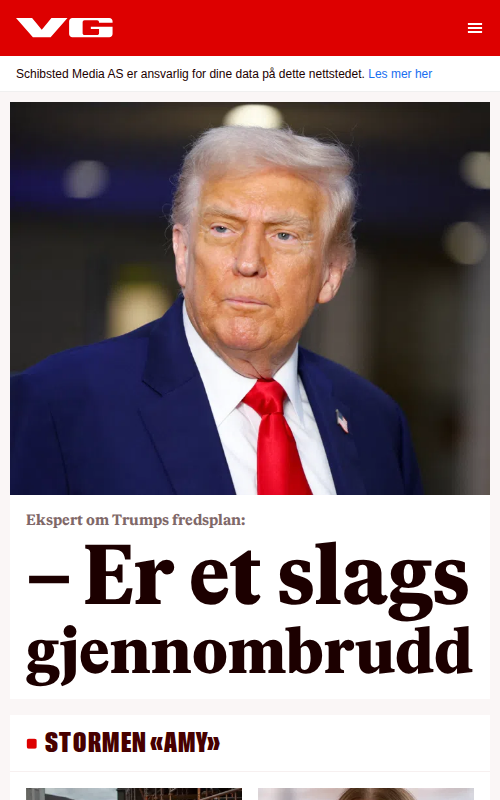 VG
Schibsted Media AS er ansvarlig for dine data på dette nettstedet. Les mer her
Ekspert om Trumps fredsplan:
– Er et slags
gjennombrudd
STORMEN «AMY»